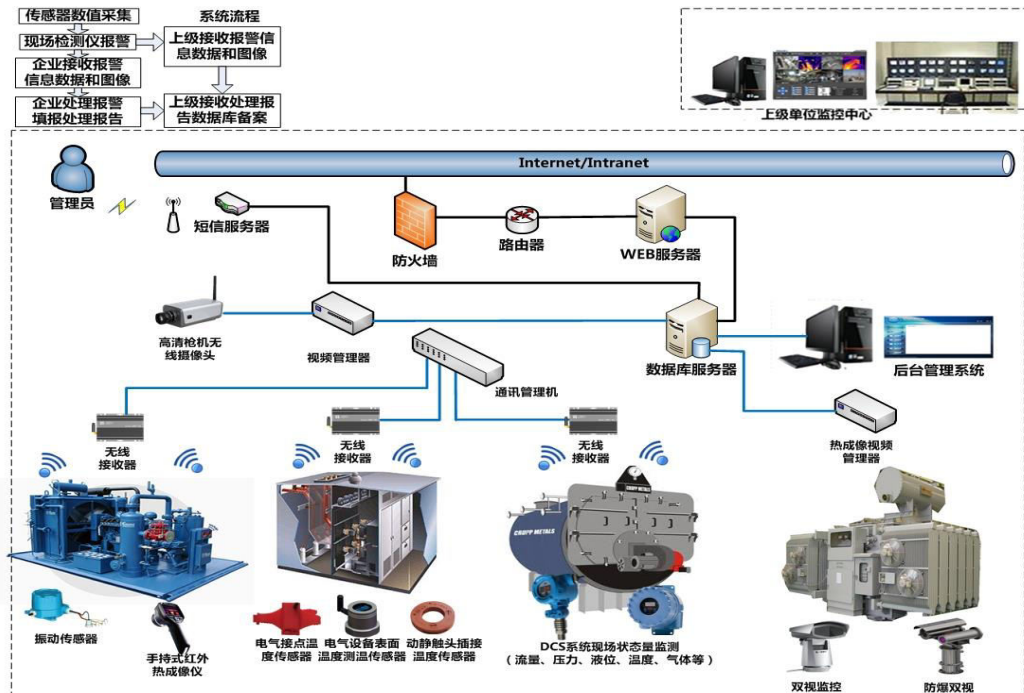 传感器数值采集
系统流程
现场检测仪报警
上级接收报警信
息数据和图像
企业接收报警
信息数据和图像
企业处理报警
填报处理报告
上级接收处理报
告数据库备案
上级单位监控中心
Internet/Intranet
管理员
短信服务器
防火墙
路由器
WEB服务器
高清枪机无
线摄像头
视频管理器
通讯管理机
数据库服务器
后台管理系统
无线
接收器
无线
接收器
无线
接收器
热成像视频
管理器
CROPP METALS
CROPP METALS
振动传感器
手持式红外
热成像仪
电气接点温
度传感器
电气设备表面
温度测温传感器
动静触头插接
温度传感器
DCS系统现场状态量监测
（流量、压力、液位、温度、气体等）
双视监控
防爆双视